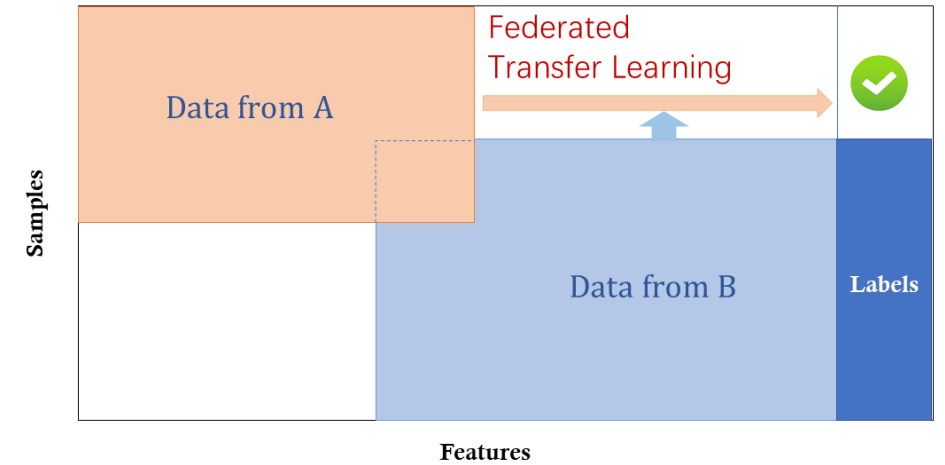 Federated
Transfer Learning
Data from A
Samples
Data from B
Labels
Features